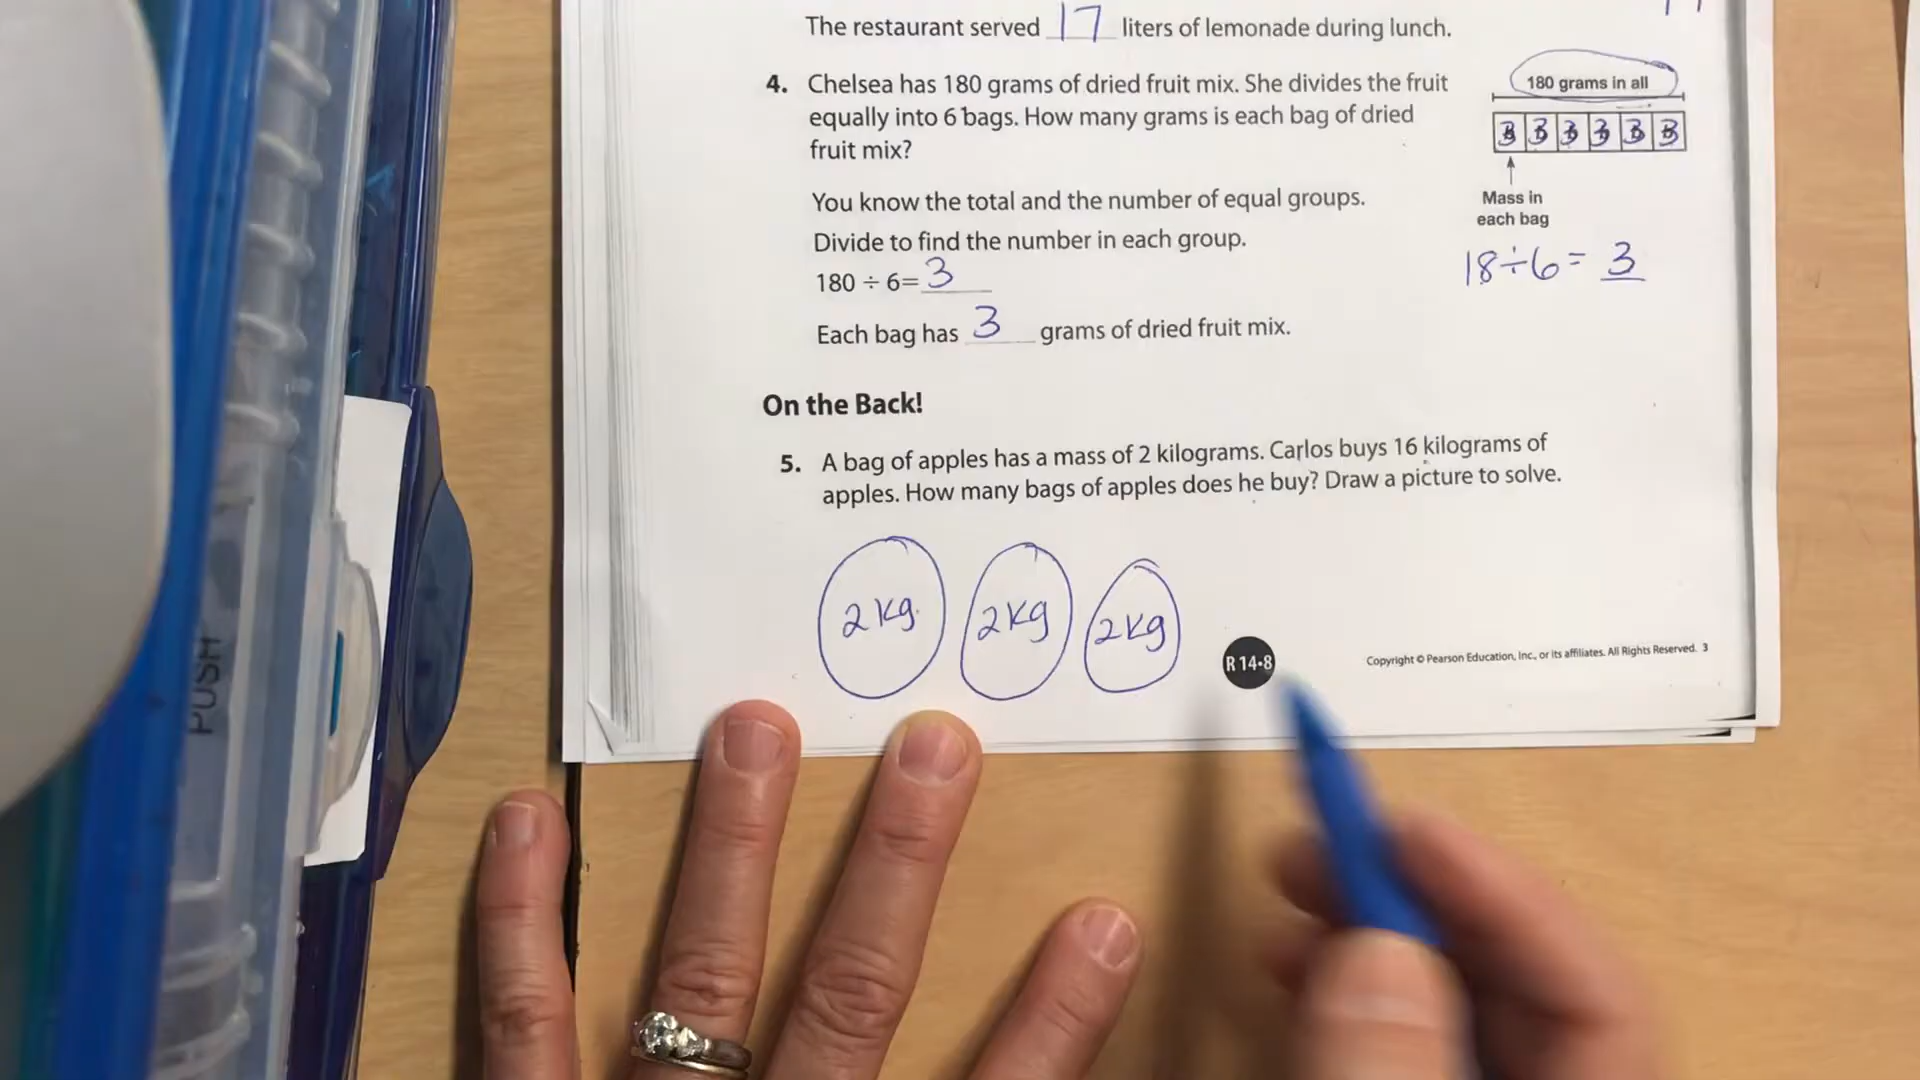 The restaurant served 17 liters of lemonade during lunch.
4. Chelsea has 180 grams of dried fruit mix. She divides the fruit
equally into 6 bags. How many grams is each bag of dried
fruit mix?
180 grams in all
3 3 3 3 3 3
Mass in
each bag
18÷6= 3
You know the total and the number of equal groups.
Divide to find the number in each group.
180 ÷ 6= 3
Each bag has 3 grams of dried fruit mix.
On the Back!
5. A bag of apples has a mass of 2 kilograms. Carlos buys 16 kilograms of
apples. How many bags of apples does he buy? Draw a picture to solve.
2 kg 2 kg 2 kg
R 14•8
Copyright © Pearson Education, Inc., or its affiliates. All Rights Reserved. 3
PUSH